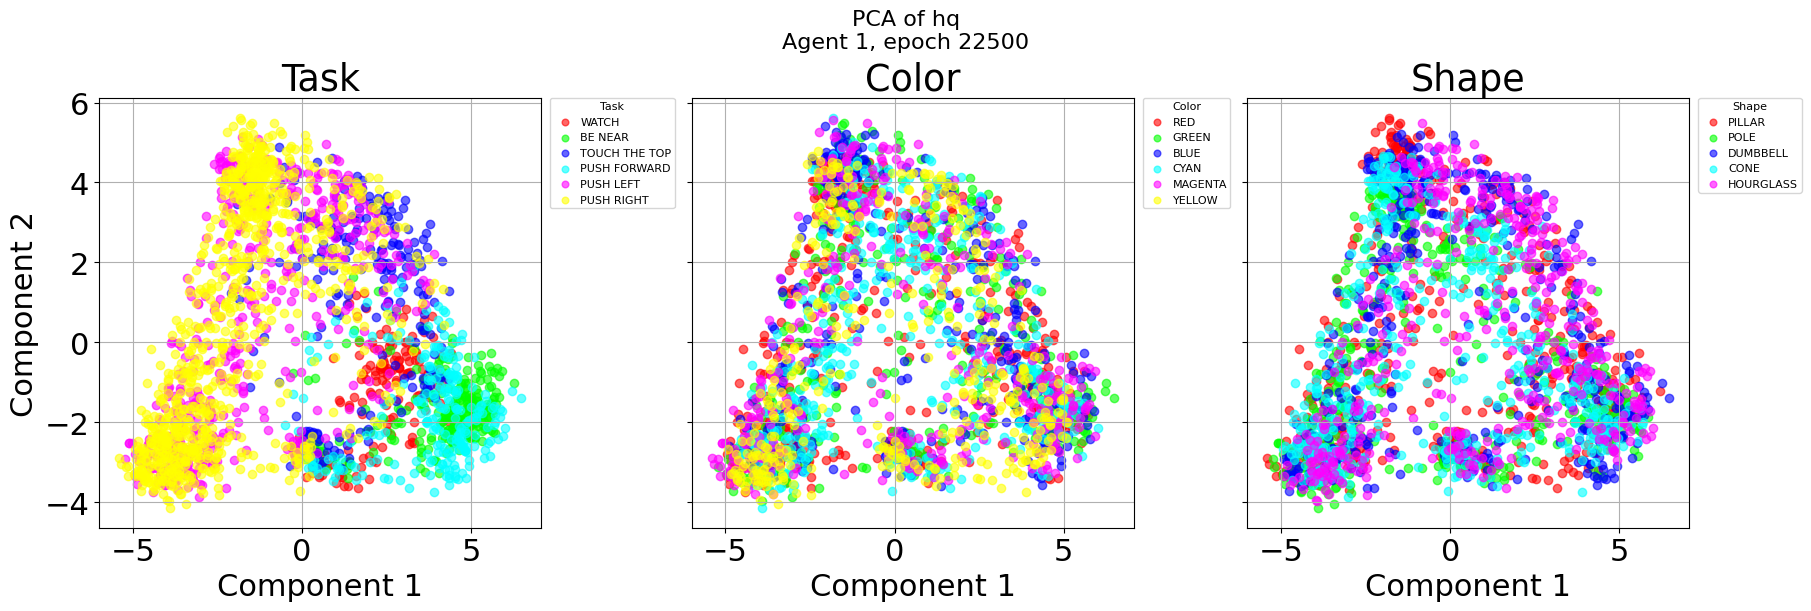 PCA of hq
Agent 1, epoch 22500
Task
Color
Shape
Component 2
6
4
2
0
−2
−4
−5
0
5
Component 1
Task
WATCH
BE NEAR
TOUCH THE TOP
PUSH FORWARD
PUSH LEFT
PUSH RIGHT
−5
0
5
Component 1
Color
RED
GREEN
BLUE
CYAN
MAGENTA
YELLOW
−5
0
5
Component 1
Shape
PILLAR
POLE
DUMBBELL
CONE
HOURGLASS